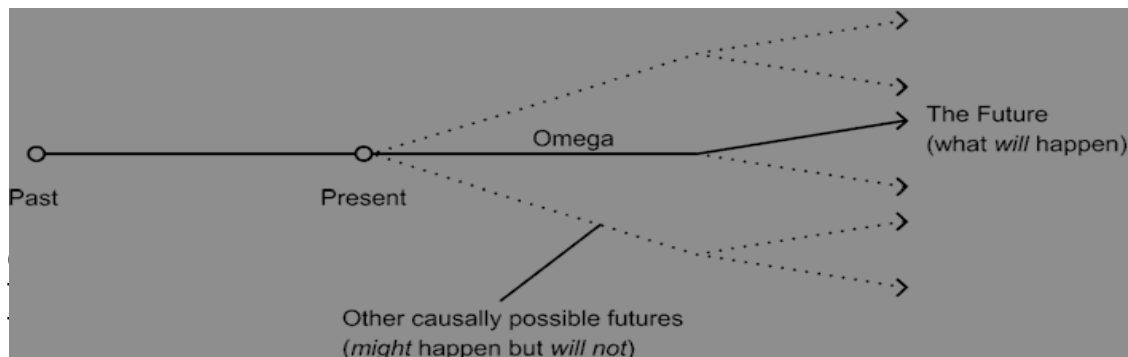 Omega
The Future
(what will happen)
Past
Present
Other causally possible futures
(might happen but will not)